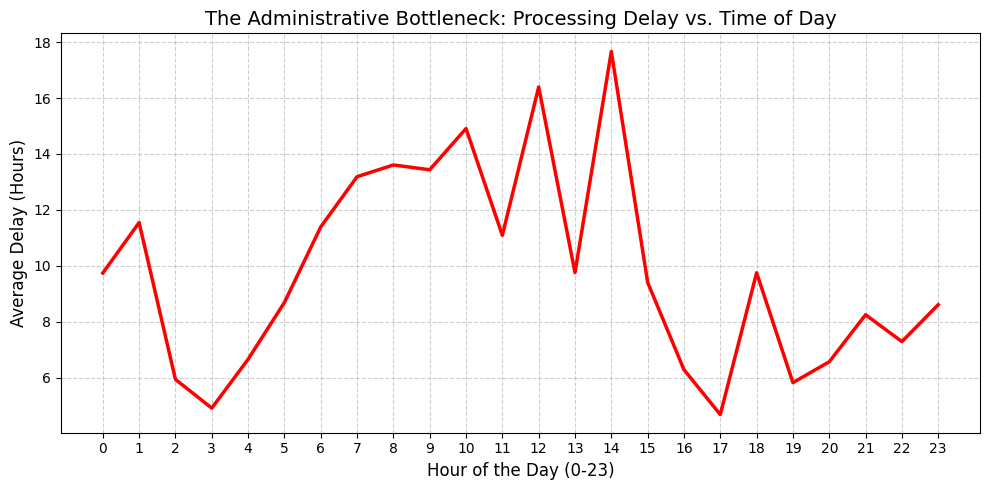 The Administrative Bottleneck: Processing Delay vs. Time of Day
Average Delay (Hours)
18
16
14
12
10
8
6
0 1 2 3 4 5 6 7 8 9 10 11 12 13 14 15 16 17 18 19 20 21 22 23
Hour of the Day (0-23)